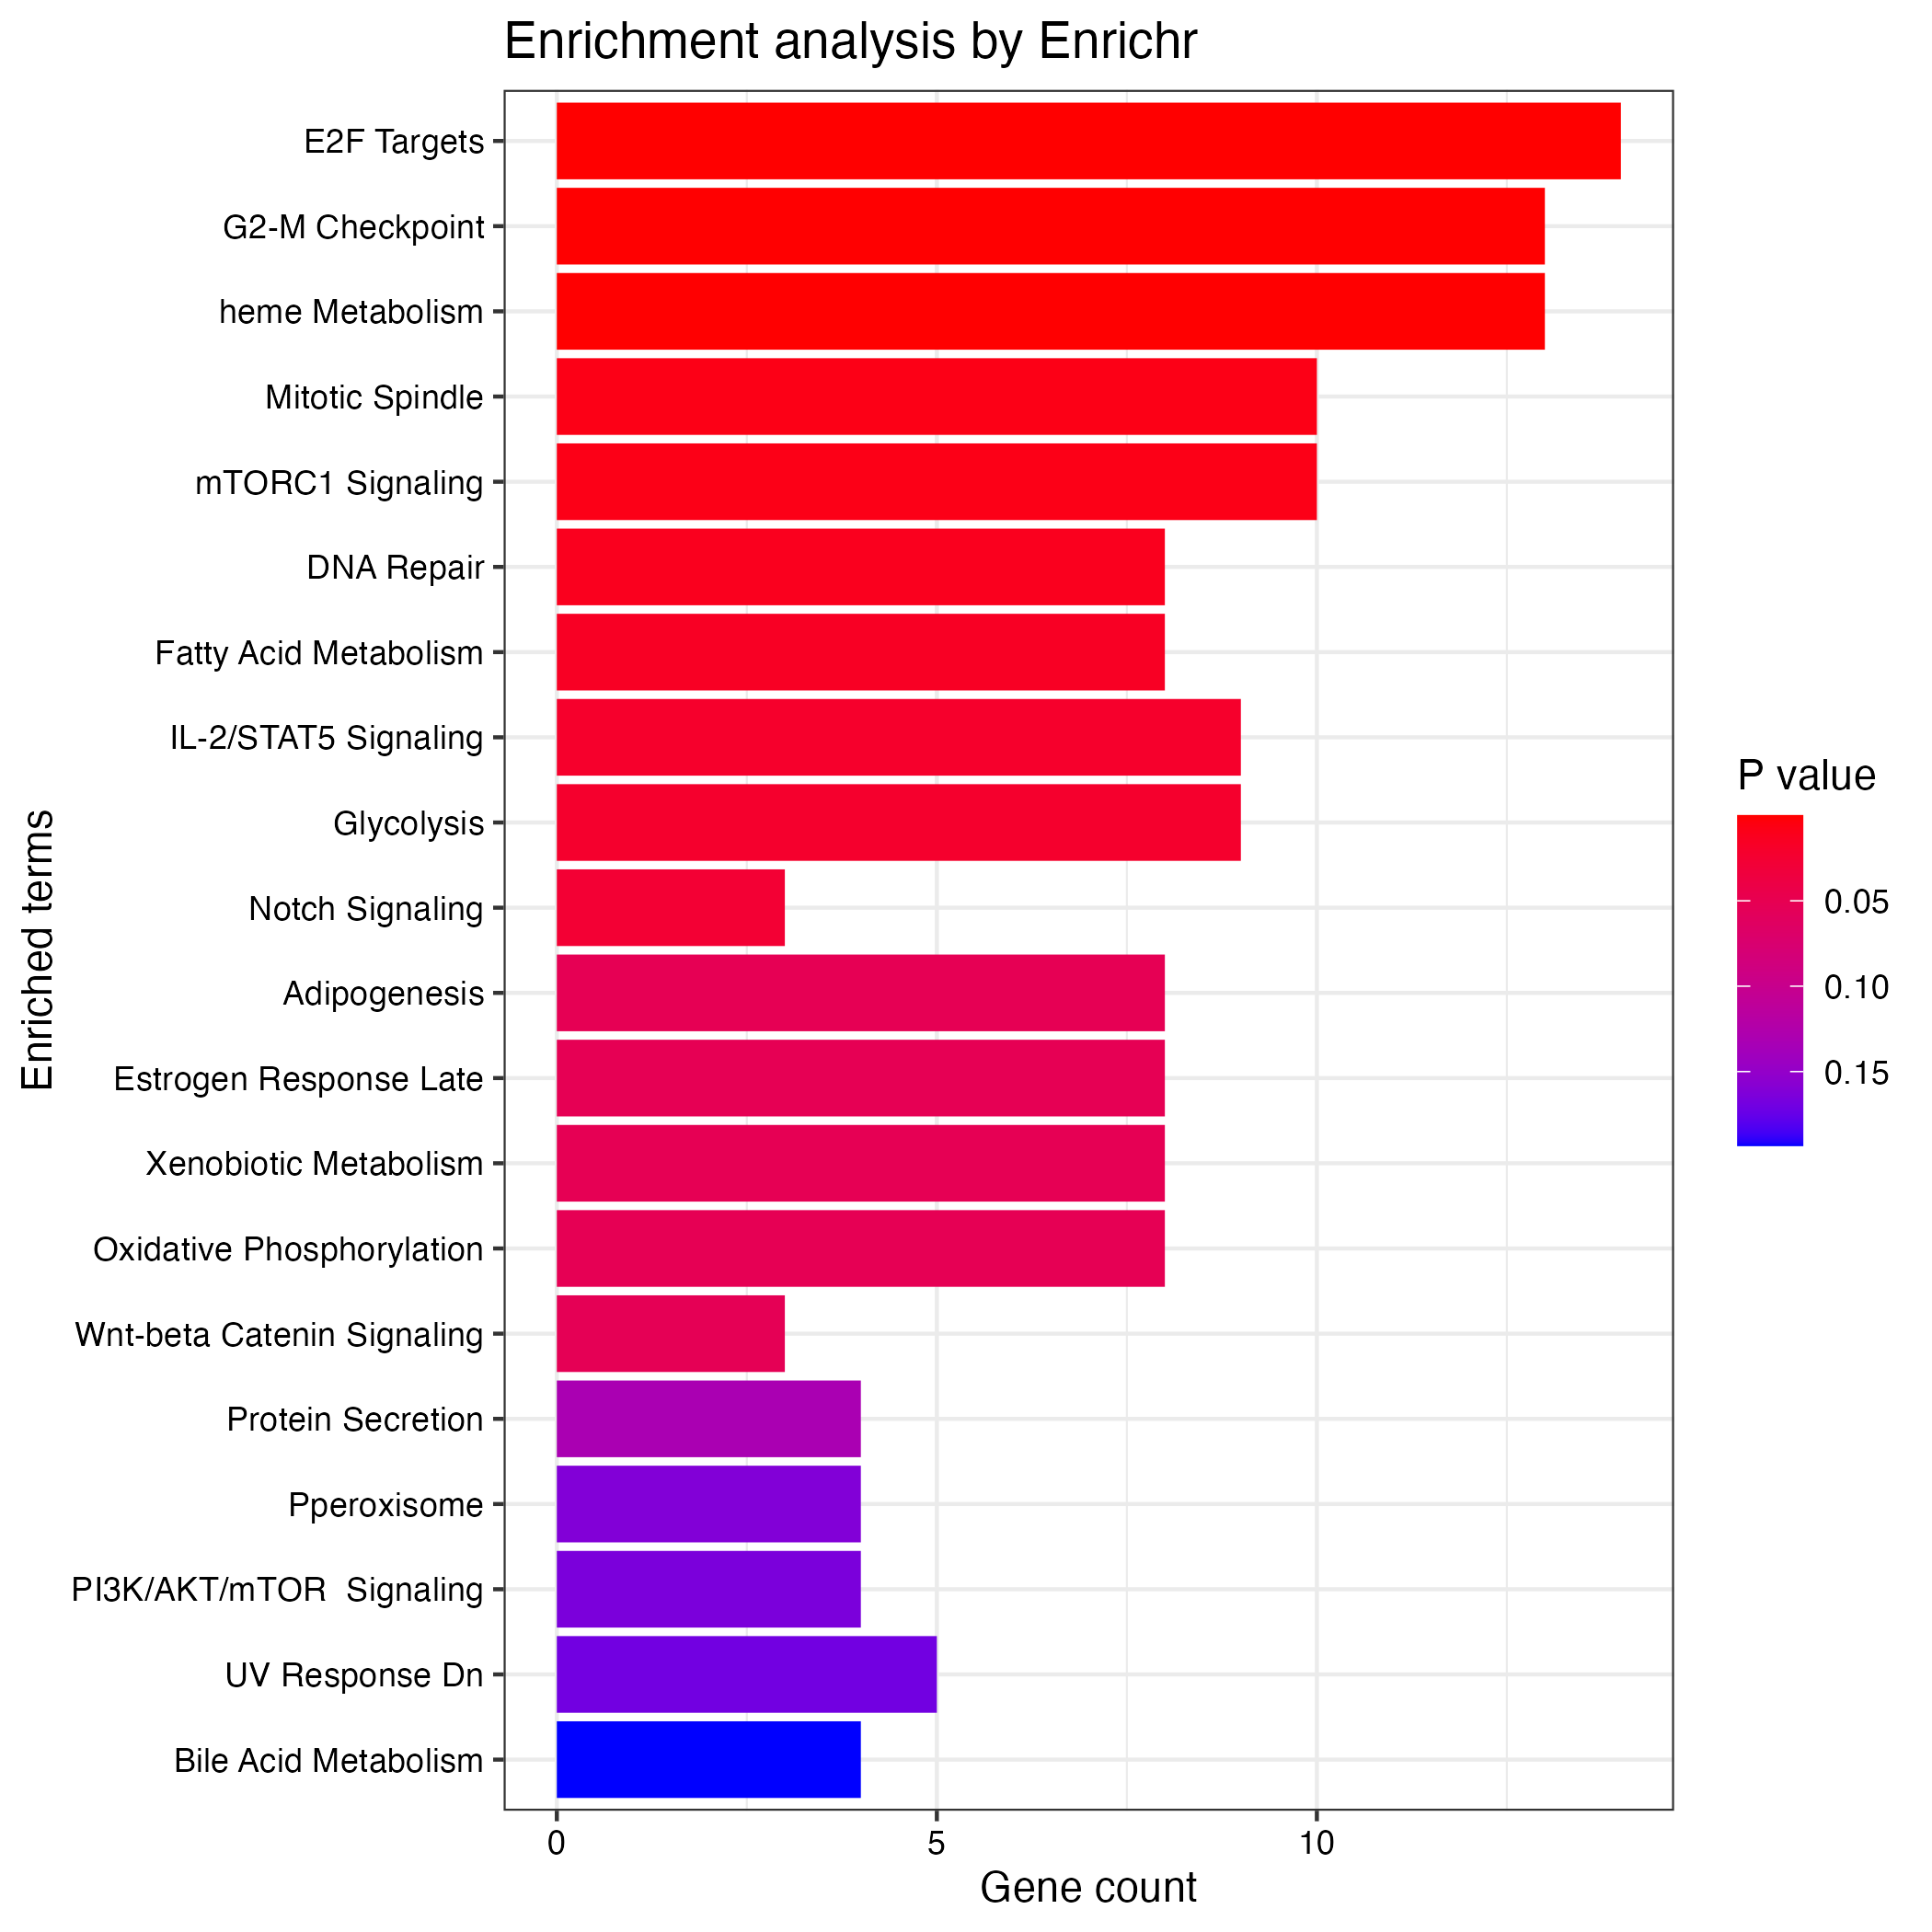 Enrichment analysis by Enrichr
E2F Targets
G2-M Checkpoint
heme Metabolism
Mitotic Spindle
mTORC1 Signaling
DNA Repair
Fatty Acid Metabolism
IL-2/STAT5 Signaling
Glycolysis
Notch Signaling
Adipogenesis
Estrogen Response Late
Xenobiotic Metabolism
Oxidative Phosphorylation
Wnt-beta Catenin Signaling
Protein Secretion
Pperoxisome
PI3K/AKT/mTOR  Signaling
UV Response Dn
Bile Acid Metabolism
Enriched terms
0 5 10
Gene count
P value
0.05
0.10
0.15